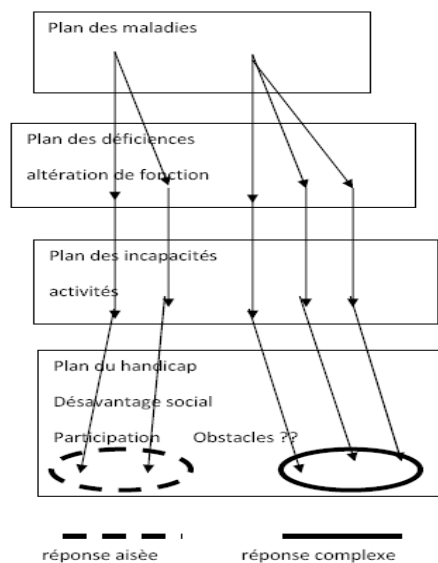 Plan des maladies
Plan des déficiences
altération de fonction
Plan des incapacités
activités
Plan du handicap
Désavantage social
Participation Obstacles ??
réponse aisèe réponse complexe